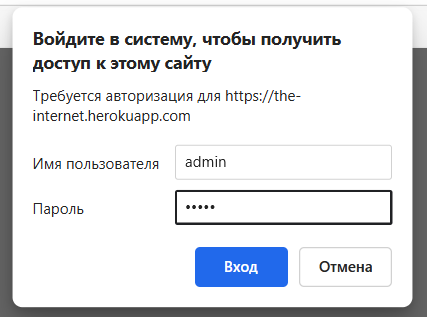 Войдите в систему, чтобы получить
доступ к этому сайту
Требуется авторизация для https://the-
internet.herokuapp.com
Имя пользователя admin
Пароль •••••
Вход Отмена